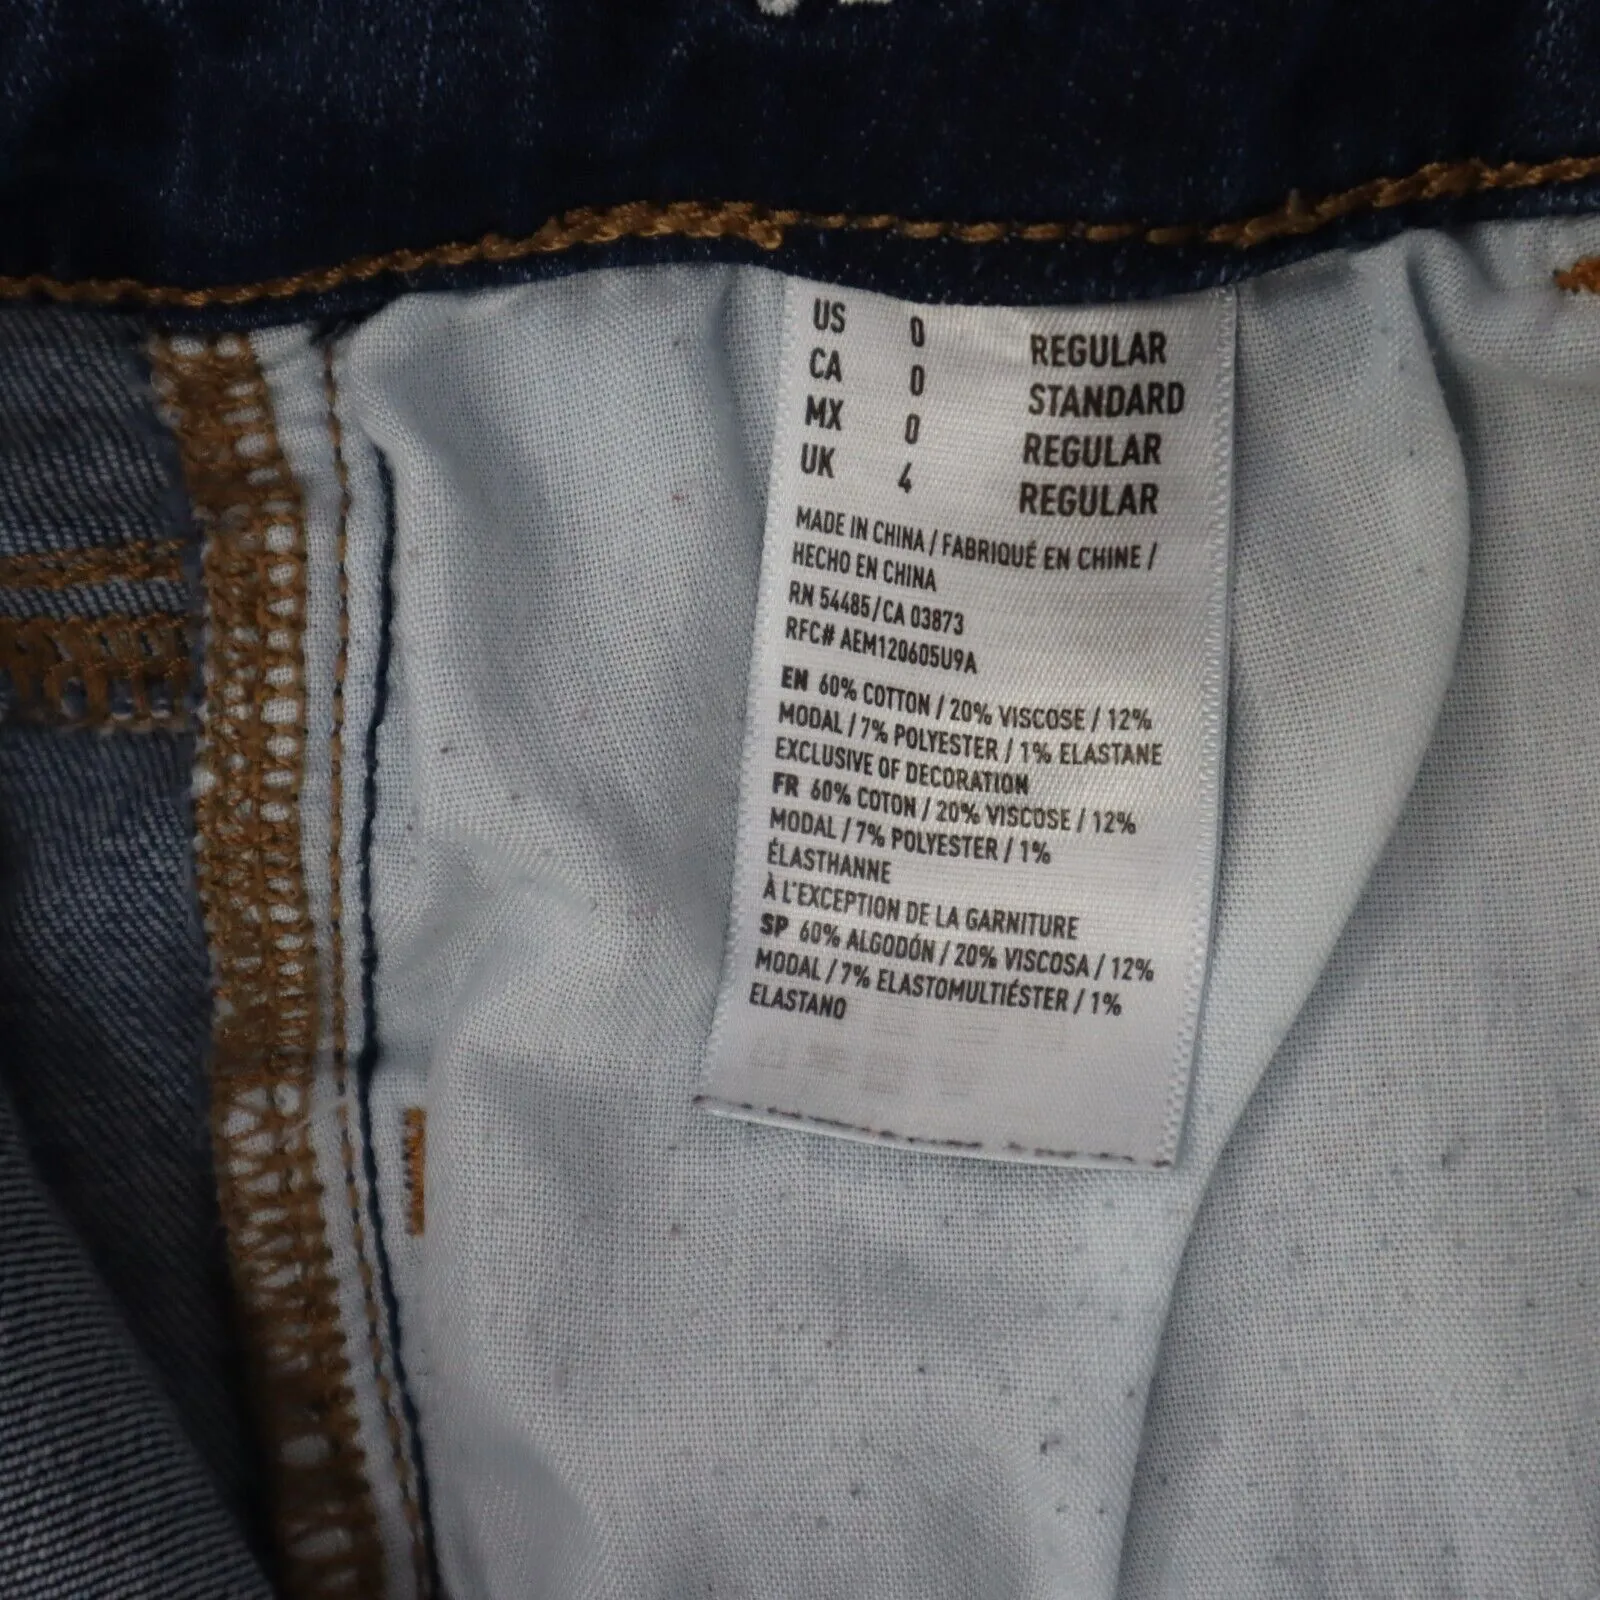 US 0 REGULAR
CA 0 STANDARD
MX 0 REGULAR
UK 4 REGULAR
MADE IN CHINA / FABRIQUÉ EN CHINE /
HECHO EN CHINA
RN 54485/CA 03873
RFC# AEM120605U9A
EN 60% COTTON / 20% VISCOSE / 12%
MODAL / 7% POLYESTER / 1% ELASTANE
EXCLUSIVE OF DECORATION
FR 60% COTON / 20% VISCOSE / 12%
MODAL / 7% POLYESTER / 1%
ÉLASTHANNE
À L'EXCEPTION DE LA GARNITURE
SP 60% ALGODÓN / 20% VISCOSA / 12%
MODAL / 7% ELASTOMULTIÉSTER / 1%
ELASTANO